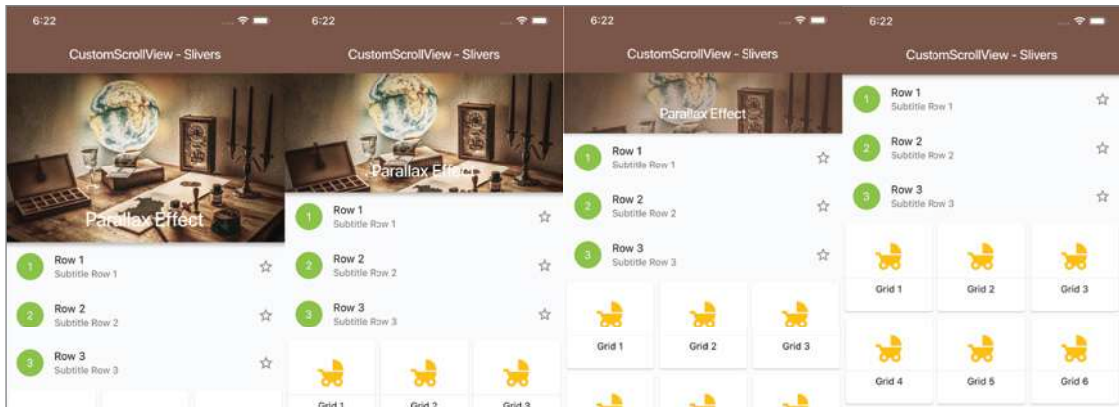 6:22
CustomScrollView - Slivers
Parallax Effect
1
Row 1
Subtitle Row 1
2
Row 2
Subtitle Row 2
3
Row 3
Subtitle Row 3
6:22
CustomScrollView - Slivers
Parallax Effect
1
Row 1
Subtitle Row 1
2
Row 2
Subtitle Row 2
3
Row 3
Subtitle Row 3
Grid 1
Grid 2
Grid 3
6:22
CustomScrollView - Slivers
Parallax Effect
1
Row 1
Subtitle Row 1
2
Row 2
Subtitle Row 2
3
Row 3
Subtitle Row 3
Grid 1
Grid 2
Grid 3
6:22
CustomScrollView - Slivers
1
Row 1
Subtitle Row 1
2
Row 2
Subtitle Row 2
3
Row 3
Subtitle Row 3
Grid 1
Grid 2
Grid 3
Grid 4
Grid 5
Grid 6